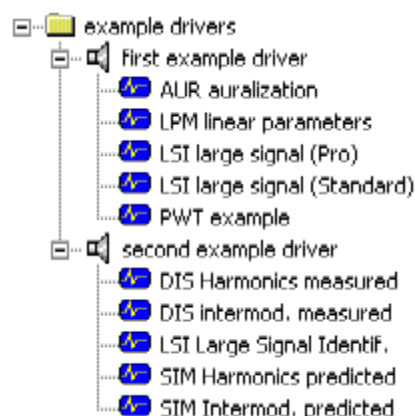 example drivers
first example driver
AUR auralization
LPM linear parameters
LSI large signal (Pro)
LSI large signal (Standard)
PWT example
second example driver
DIS Harmonics measured
DIS intermod. measured
LSI Large Signal Identif.
SIM Harmonics predicted
SIM Intermod. predicted